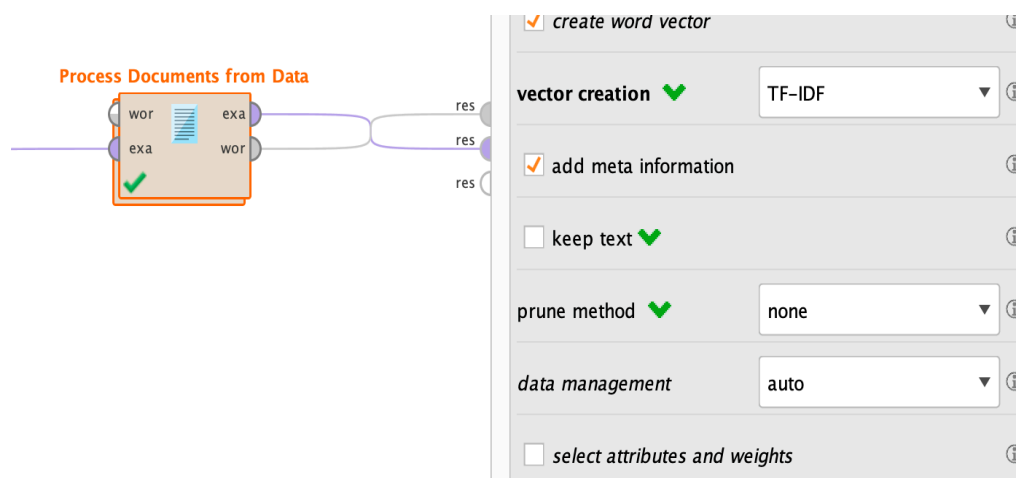 Process Documents from Data
wor
exa
exa
wor
res
res
res
create word vector
vector creation
TF-IDF
add meta information
keep text
prune method
none
data management
auto
select attributes and weights